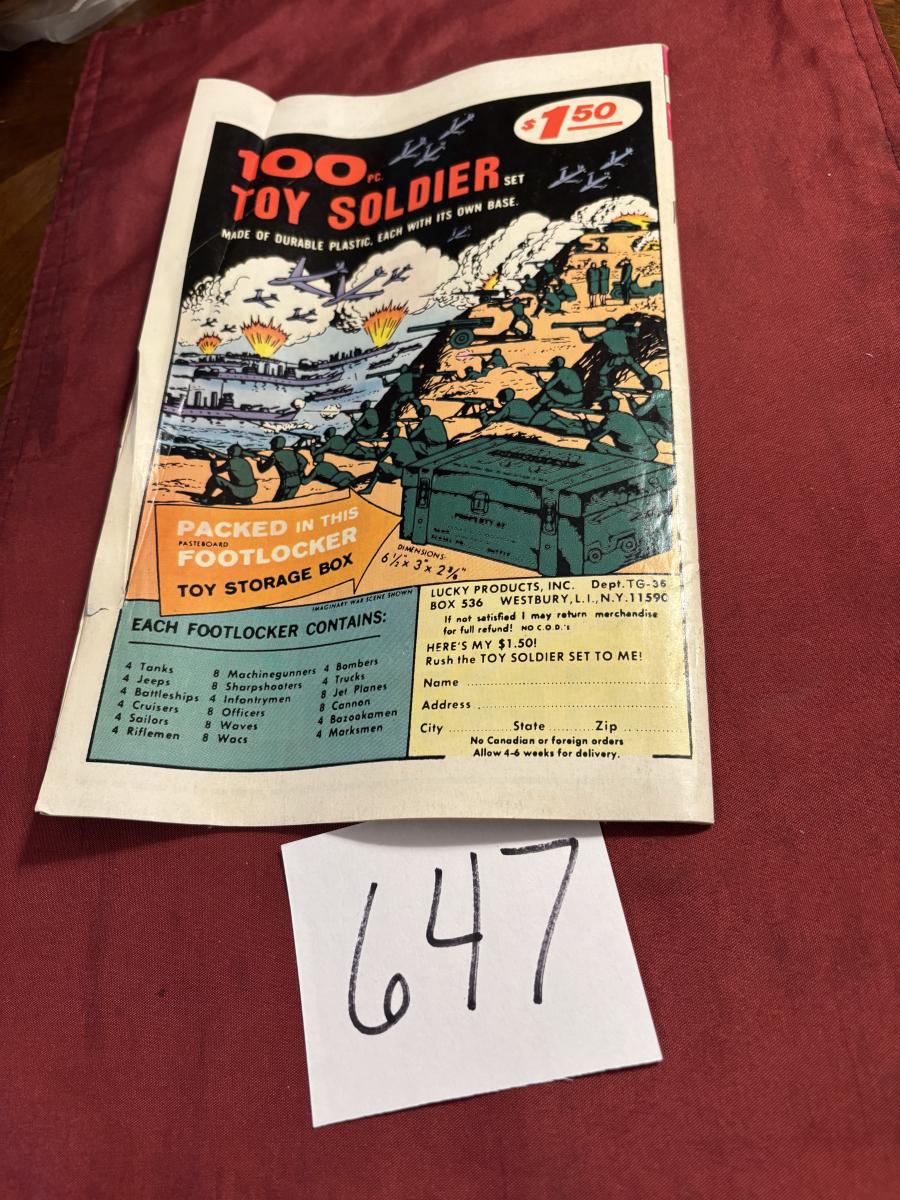 $1.50
100 PC.
TOY SOLDIER SET
MADE OF DURABLE PLASTIC, EACH WITH ITS OWN BASE.
PACKED IN THIS
PASTEBOARD
FOOTLOCKER
TOY STORAGE BOX
PROPERTY OF
DIMENSIONS:
6 1/2" x 3" x 2 3/8"
IMAGINARY WAR SCENE SHOWN
EACH FOOTLOCKER CONTAINS:
4 Tanks
4 Jeeps
4 Battleships
4 Cruisers
4 Sailors
4 Riflemen
8 Machinegunners
8 Sharpshooters
4 Infantrymen
8 Officers
8 Waves
8 Wacs
4 Bombers
4 Trucks
8 Jet Planes
8 Cannon
4 Bazookamen
4 Marksmen
LUCKY PRODUCTS, INC. Dept.TG-36
BOX 536 WESTBURY, L.I., N.Y. 11590
If not satisfied I may return merchandise
for full refund! NO C.O.D.'s
HERE'S MY $1.50!
Rush the TOY SOLDIER SET TO ME!
Name
Address
City State Zip
No Canadian or foreign orders
Allow 4-6 weeks for delivery.
647